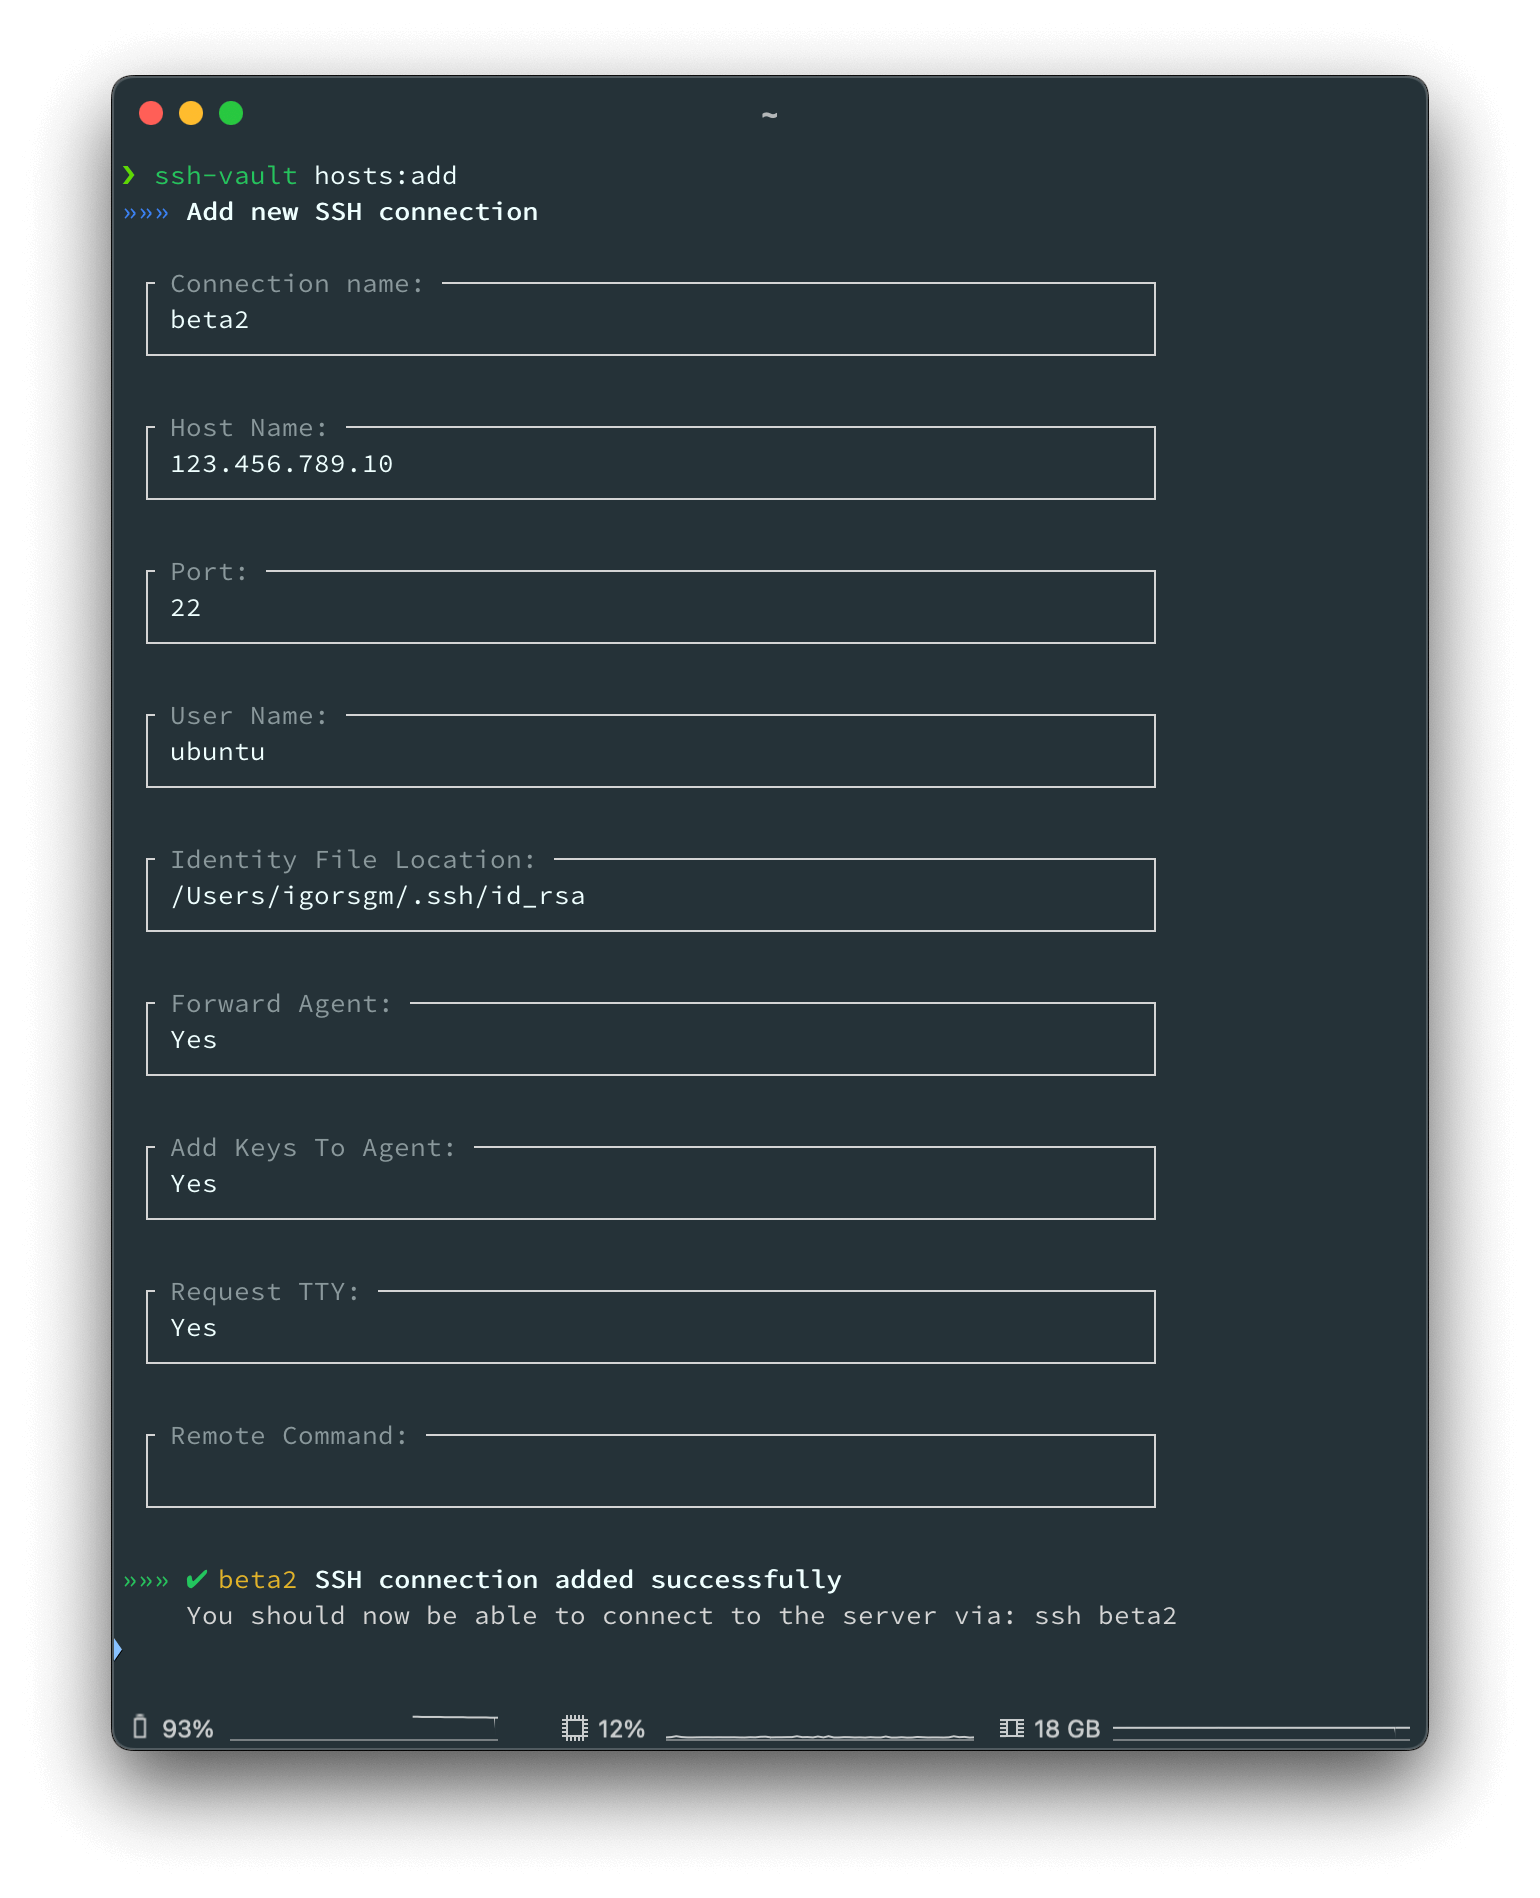 ~
❯ ssh-vault hosts:add
»»» Add new SSH connection
Connection name:
beta2
Host Name:
123.456.789.10
Port:
22
User Name:
ubuntu
Identity File Location:
/Users/igorsgm/.ssh/id_rsa
Forward Agent:
Yes
Add Keys To Agent:
Yes
Request TTY:
Yes
Remote Command:
»»» ✔ beta2 SSH connection added successfully
You should now be able to connect to the server via: ssh beta2
93% 12% 18 GB